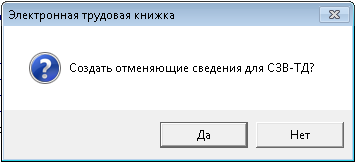 Электронная трудовая книжка
Создать отменяющие сведения для СЗВ-ТД?
Да
Нет